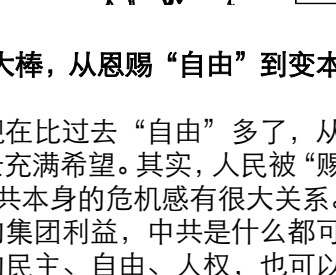 大棒，从恩赐“自由”到变本
在比过去“自由”多了，从
充满希望。其实，人民被“赐
共本身的危机感有很大关系。
集团利益，中共是什么都可
民主、自由、人权，也可以